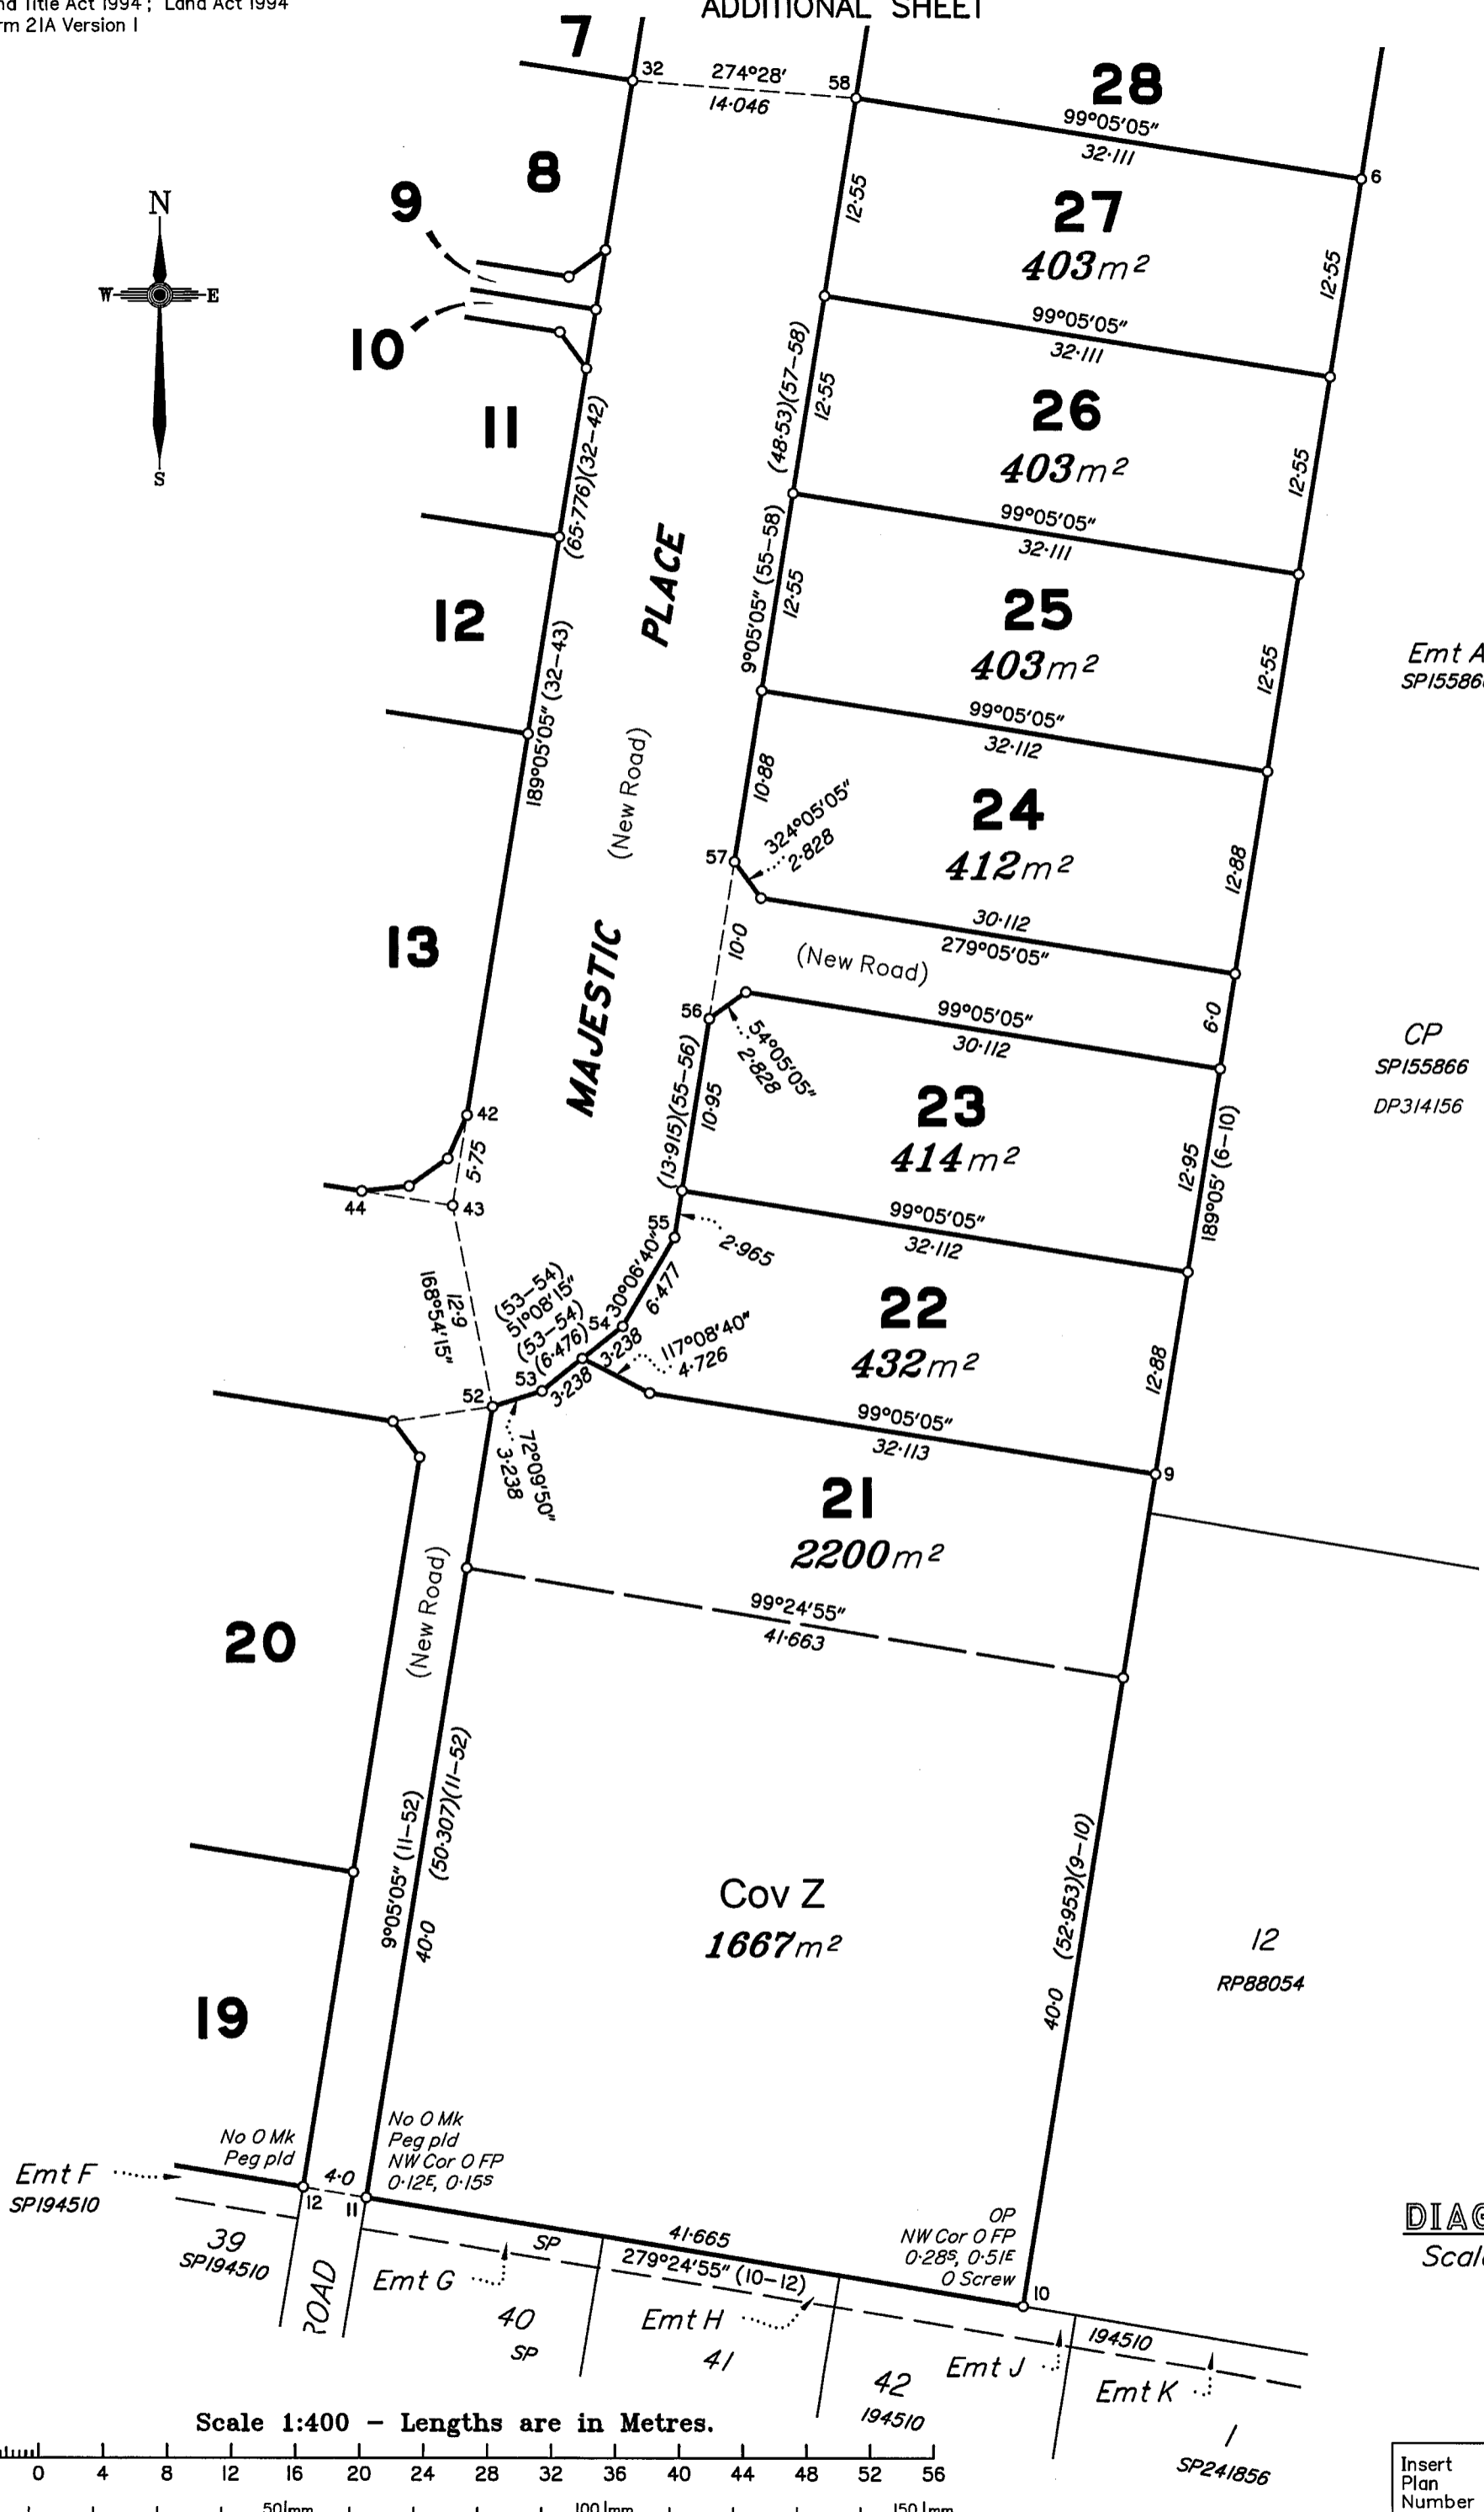 nd Title Act 1994 ; Land Act 1994
rm 21A Version 1
ADDITIONAL SHEET
7
32
274°28'
14·046
58
28
99°05'05"
32·111
6
8
9
10
N
W
E
S
27
403m²
12·55
12·55
99°05'05"
32·111
11
(65·776)(32–42)
(48·53)(57–58)
12·55
26
403m²
12·55
99°05'05"
32·111
12
189°05'05" (32–43)
PLACE
9°05'05" (55–58)
12·55
25
403m²
12·55
Emt A
99°05'05"
32·112
(New Road)
10·88
324°05'05"
2·828
24
412m²
12·88
57
30·112
279°05'05"
13
MAJESTIC
10·0
(New Road)
6·0
56
54°05'05"
2·828
99°05'05"
30·112
CP
SP155866
DP314156
(13·915)(55–56)
10·95
23
414m²
12·95
189°05' (6–10)
42
5·75
44
43
55
2·965
99°05'05"
32·112
168°54'15"
12·9
(53–54)
51°08'15"
(53–54)
(6·476)
54
30°06'40"
6·477
3·238
117°08'40"
4·726
22
432m²
12·88
52
53
3·238
72°09'50"
3·238
99°05'05"
32·113
9
21
2200m²
20
(New Road)
99°24'55"
41·663
9°05'05" (11–52)
(50·307)(11–52)
40·0
Cov Z
1667m²
(52·953)(9–10)
40·0
12
RP88054
19
No O Mk
Peg pld
No O Mk
Peg pld
NW Cor O FP
0·12E, 0·15S
Emt F
SP194510
4·0
12
11
39
SP194510
ROAD
Emt G
SP
41·665
279°24'55" (10–12)
OP
NW Cor O FP
0·28S, 0·51E
O Screw
10
40
SP
Emt H
41
42
194510
Emt J
194510
Emt K
1
SP241856
DIAG
Scal
Scale 1:400 – Lengths are in Metres.
0 4 8 12 16 20 24 28 32 36 40 44 48 52 56
50 mm 100 mm 150 mm
Insert
Plan
Number